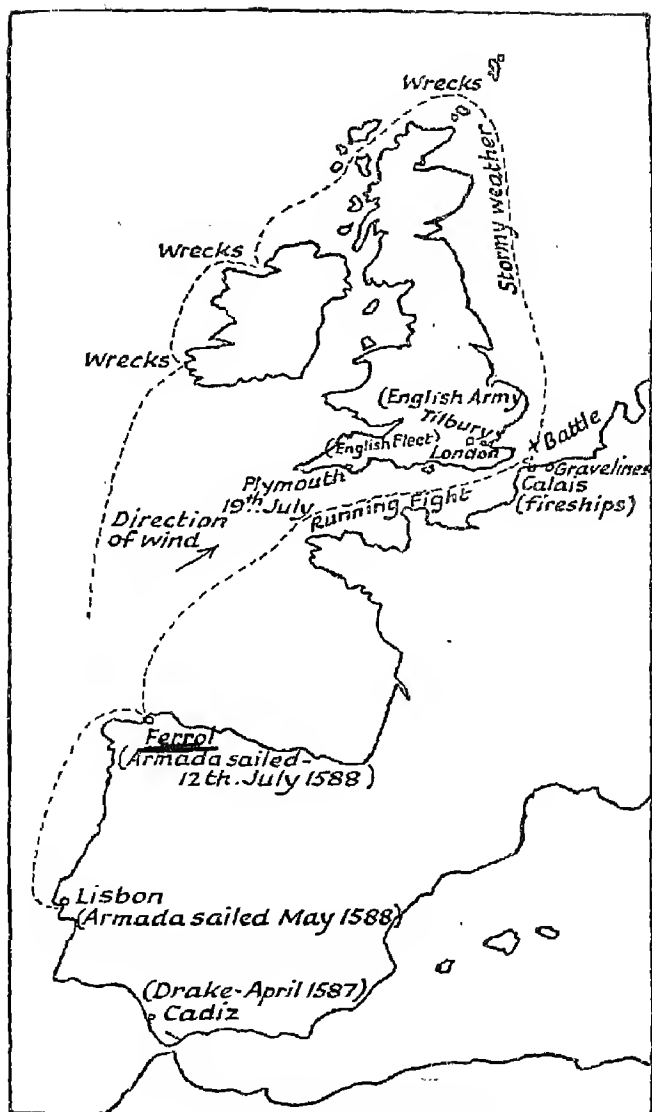 Wrecks
Stormy weather
Wrecks
Wrecks
(English Army)
Tilbury
(English Fleet)
London
Battle
Gravelines
Calais
(fireships)
Plymouth
19th. July
Running Fight
Direction
of wind
Ferrol
(Armada sailed-
12th. July 1588)
Lisbon
(Armada sailed May 1588)
(Drake-April 1587)
Cadiz